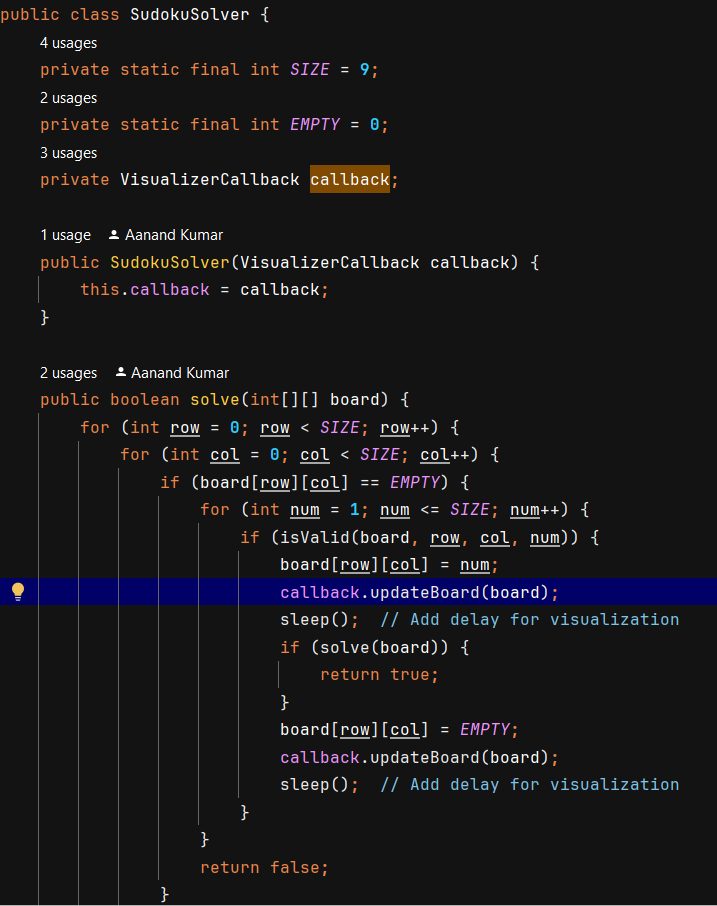 public class SudokuSolver {
4 usages
private static final int SIZE = 9;
2 usages
private static final int EMPTY = 0;
3 usages
private VisualizerCallback callback;
1 usage Aanand Kumar
public SudokuSolver(VisualizerCallback callback) {
this.callback = callback;
}
2 usages Aanand Kumar
public boolean solve(int[][] board) {
for (int row = 0; row < SIZE; row++) {
for (int col = 0; col < SIZE; col++) {
if (board[row][col] == EMPTY) {
for (int num = 1; num <= SIZE; num++) {
if (isValid(board, row, col, num)) {
board[row][col] = num;
callback.updateBoard(board);
sleep();  // Add delay for visualization
if (solve(board)) {
return true;
}
board[row][col] = EMPTY;
callback.updateBoard(board);
sleep();  // Add delay for visualization
}
}
return false;
}